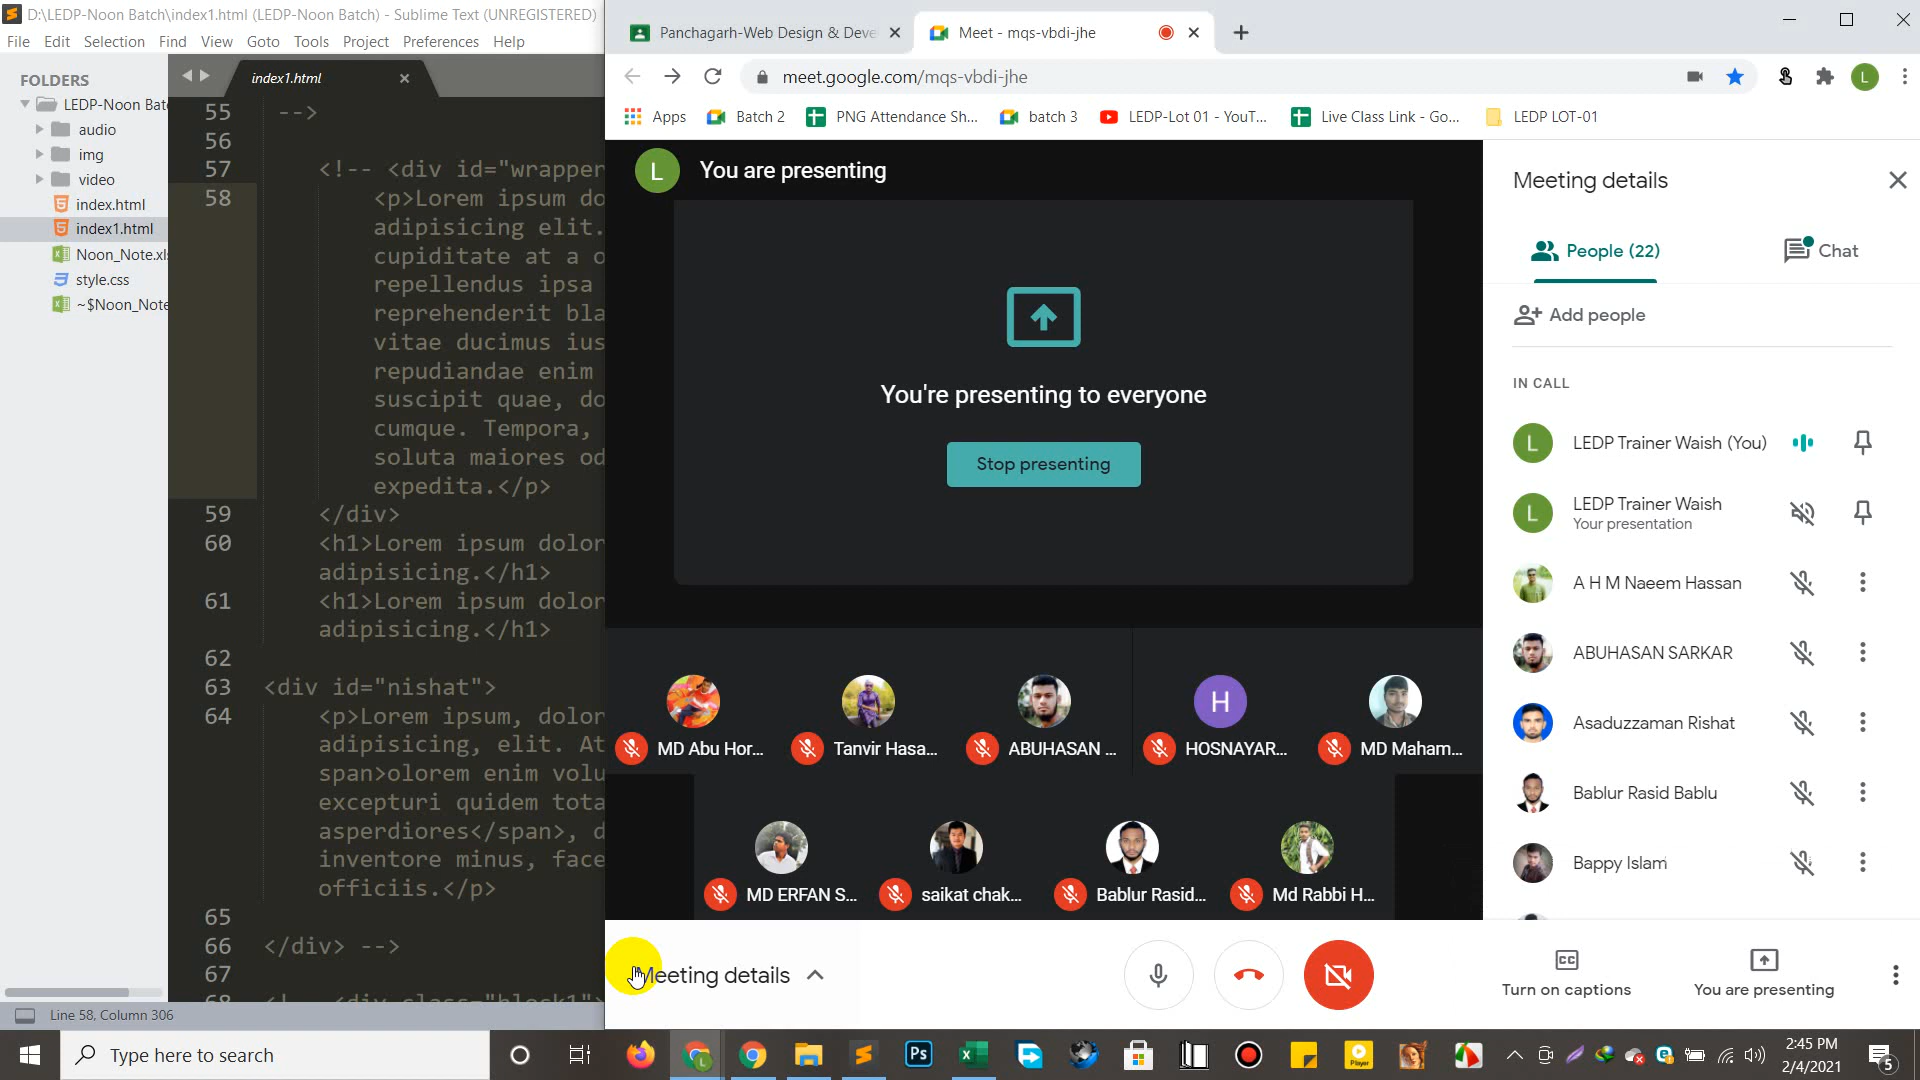 D:\LEDP-Noon Batch\index1.html (LEDP-Noon Batch) - Sublime Text (UNREGISTERED)
File Edit Selection Find View Goto Tools Project Preferences Help
FOLDERS
LEDP-Noon Bat
audio
img
video
index.html
index1.html
Noon_Note.xl
style.css
~$Noon_Note
index1.html
55 -->
56
57 <!-- <div id="wrapper
58 <p>Lorem ipsum do
adipisicing elit.
cupiditate at a o
repellendus ipsa
reprehenderit bla
vitae ducimus ius
repudiandae enim
suscipit quae, do
cumque. Tempora,
soluta maiores od
expedita.</p>
59 </div>
60 <h1>Lorem ipsum dolor
adipisicing.</h1>
61 <h1>Lorem ipsum dolor
adipisicing.</h1>
62
63 <div id="nishat">
64 <p>Lorem ipsum, dolor
adipisicing, elit. At
span>olorem enim volu
excepturi quidem tota
asperdiores</span>, d
inventore minus, face
officiis.</p>
65
66 </div> -->
67
68 <!-- <div class="block1">
Line 58, Column 306
Panchagarh-Web Design & Deve
Meet - mqs-vbdi-jhe
meet.google.com/mqs-vbdi-jhe
L
Apps Batch 2 PNG Attendance Sh... batch 3 LEDP-Lot 01 - YouT... Live Class Link - Go... LEDP LOT-01
L You are presenting
You're presenting to everyone
Stop presenting
H
MD Abu Hor... Tanvir Hasa... ABUHASAN ... HOSNAYAR... MD Maham...
MD ERFAN S... saikat chak... Bablur Rasid... Md Rabbi H...
Meeting details
People (22) Chat
Add people
IN CALL
L LEDP Trainer Waish (You)
L LEDP Trainer Waish
Your presentation
A H M Naeem Hassan
ABUHASAN SARKAR
Asaduzzaman Rishat
Bablur Rasid Bablu
Bappy Islam
Meeting details
CC
Turn on captions
You are presenting
Type here to search
L
Ps
Player
2:45 PM
2/4/2021
5